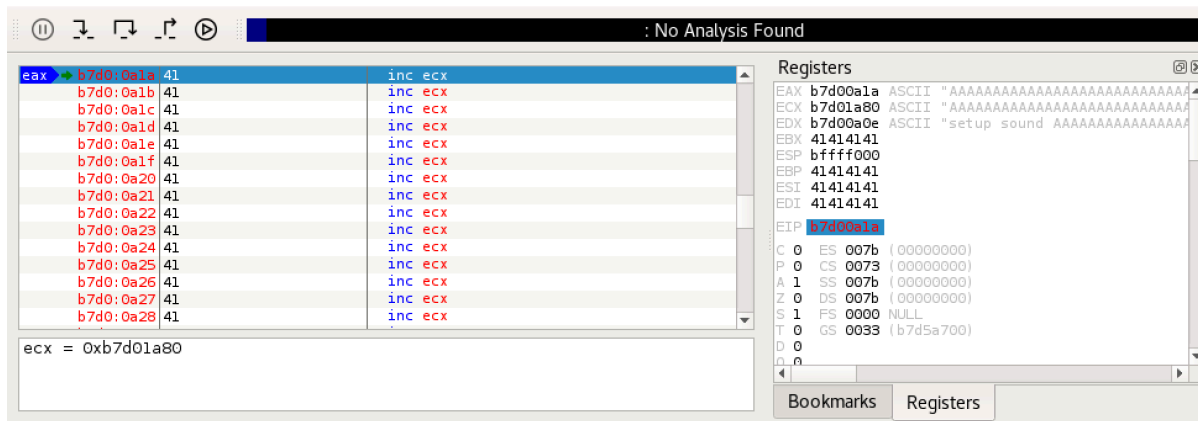 : No Analysis Found
eax b7d0:0a1a 41 inc ecx
b7d0:0a1b 41 inc ecx
b7d0:0a1c 41 inc ecx
b7d0:0a1d 41 inc ecx
b7d0:0a1e 41 inc ecx
b7d0:0a1f 41 inc ecx
b7d0:0a20 41 inc ecx
b7d0:0a21 41 inc ecx
b7d0:0a22 41 inc ecx
b7d0:0a23 41 inc ecx
b7d0:0a24 41 inc ecx
b7d0:0a25 41 inc ecx
b7d0:0a26 41 inc ecx
b7d0:0a27 41 inc ecx
b7d0:0a28 41 inc ecx
ecx = 0xb7d01a80
Registers
EAX b7d00a1a ASCII "AAAAAAAAAAAAAAAAAAAAAAAAAAAA
ECX b7d01a80 ASCII "AAAAAAAAAAAAAAAAAAAAAAAAAAAA
EDX b7d00a0e ASCII "setup sound AAAAAAAAAAAAAAAA
EBX 41414141
ESP bffff000
EBP 41414141
ESI 41414141
EDI 41414141
EIP b7d00a1a
C 0 ES 007b (00000000)
P 0 CS 0073 (00000000)
A 1 SS 007b (00000000)
Z 0 DS 007b (00000000)
S 1 FS 0000 NULL
T 0 GS 0033 (b7d5a700)
D 0
O 0
Bookmarks Registers